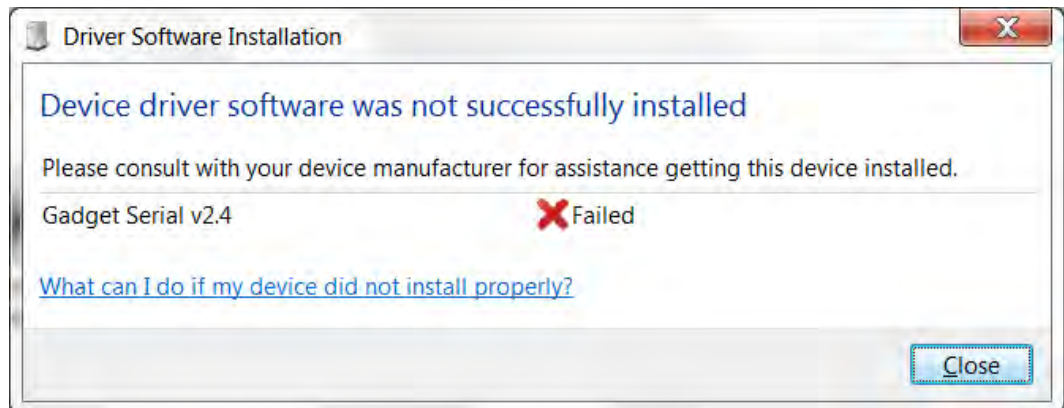 Driver Software Installation
Device driver software was not successfully installed
Please consult with your device manufacturer for assistance getting this device installed.
Gadget Serial v2.4 Failed
What can I do if my device did not install properly?
Close